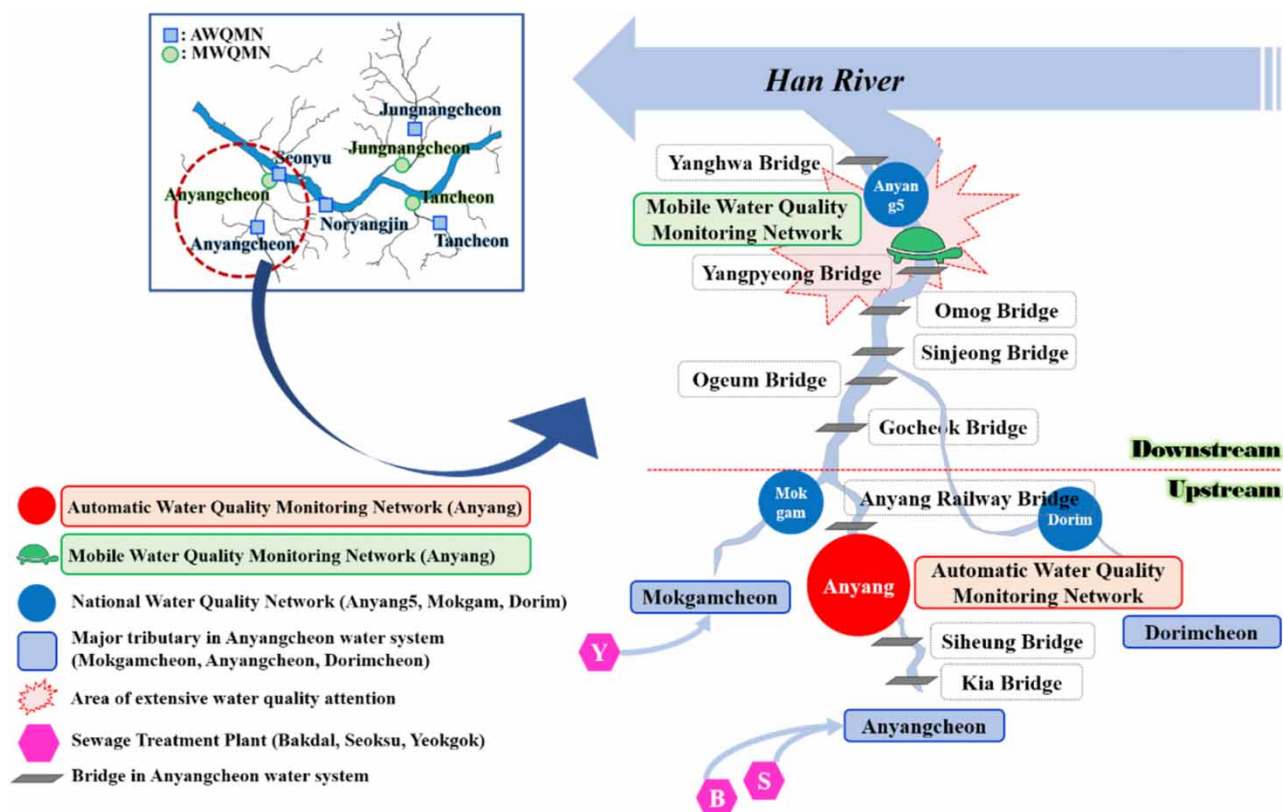 : AWQMN
: MWQMN
Jungnangcheon
Jungnangcheon
Seonyu
Anyangcheon
Tancheon
Noryangjin
Anyangcheon
Tancheon
Han River
Yanghwa Bridge
Anyan
g5
Mobile Water Quality
Monitoring Network
Yangpyeong Bridge
Omog Bridge
Sinjeong Bridge
Ogeum Bridge
Gocheok Bridge
Downstream
Upstream
Mok
gam
Anyang Railway Bridge
Dorim
Anyang
Automatic Water Quality
Monitoring Network
Mokgamcheon
Dorimcheon
Siheung Bridge
Y
Kia Bridge
Anyangcheon
S
B
Automatic Water Quality Monitoring Network (Anyang)
Mobile Water Quality Monitoring Network (Anyang)
National Water Quality Network (Anyang5, Mokgam, Dorim)
Major tributary in Anyangcheon water system
(Mokgamcheon, Anyangcheon, Dorimcheon)
Area of extensive water quality attention
Sewage Treatment Plant (Bakdal, Seoksu, Yeokgok)
Bridge in Anyangcheon water system